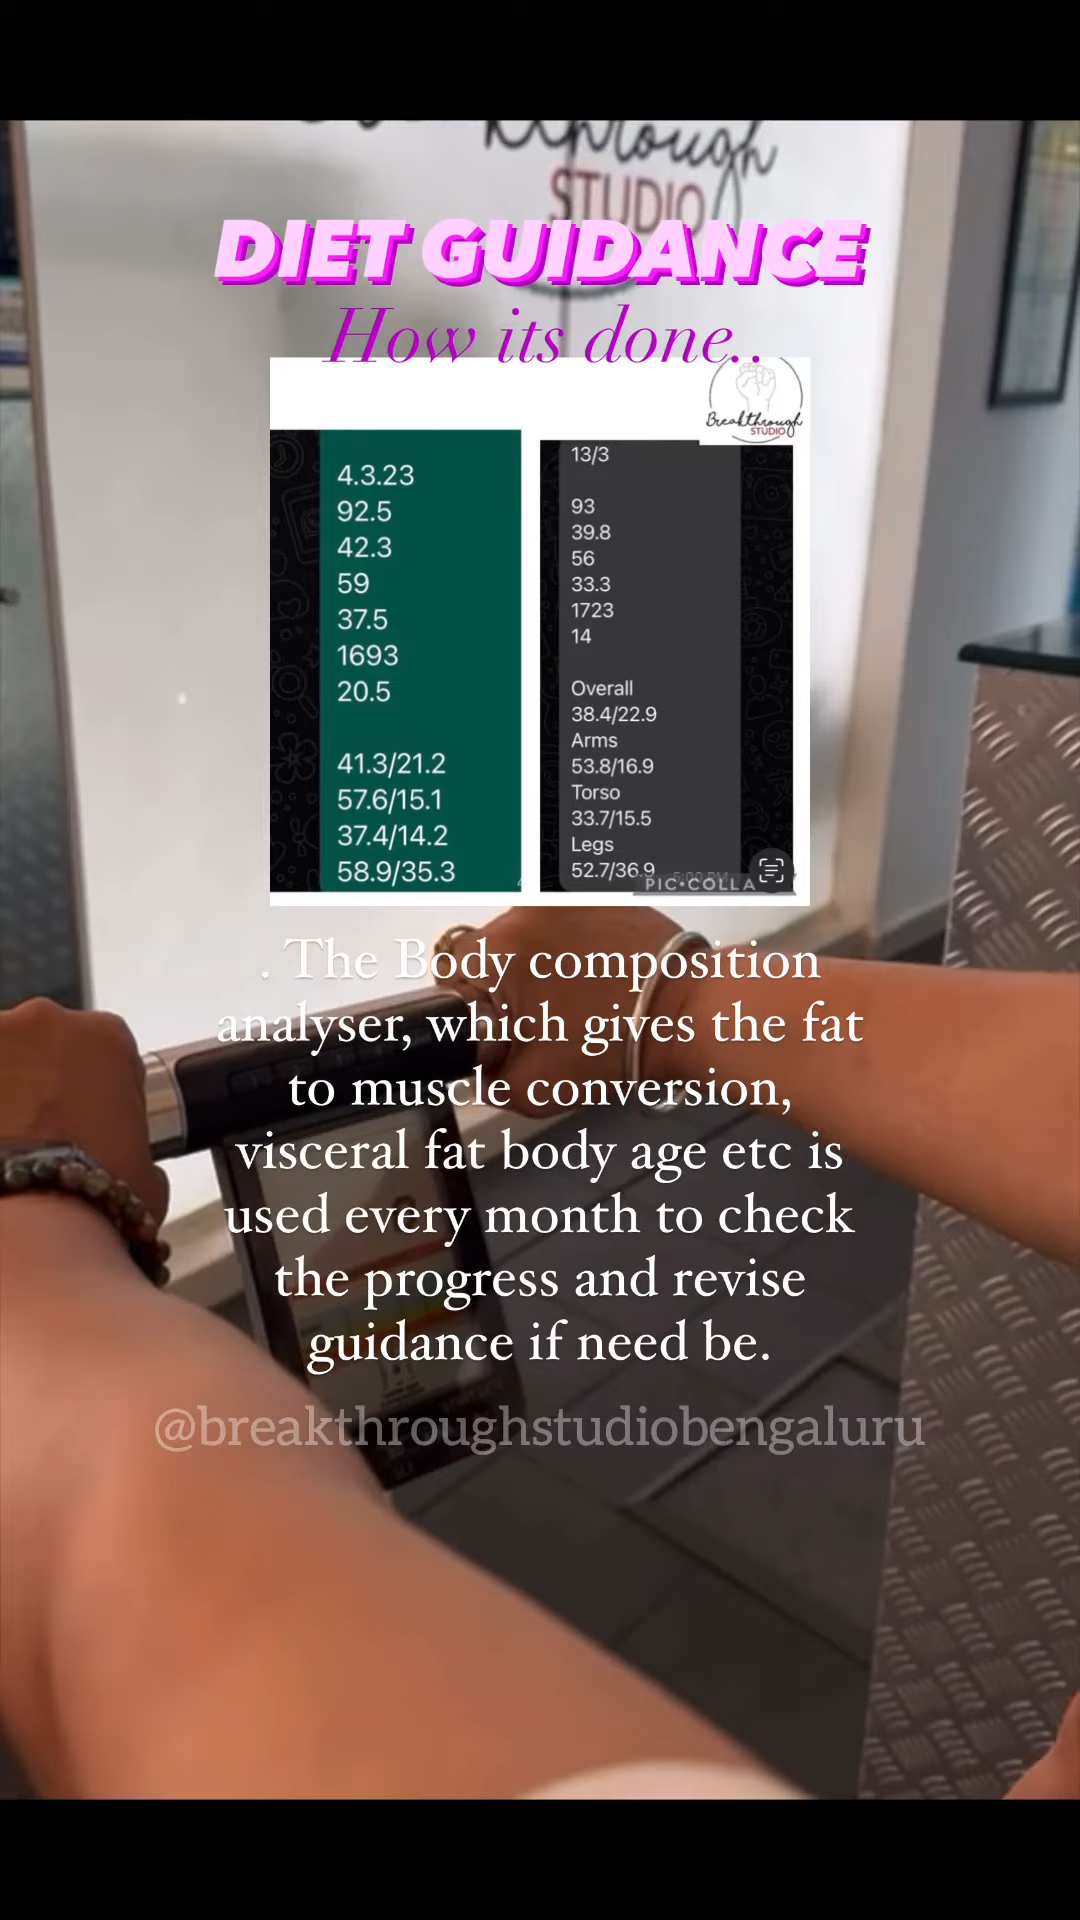 STUDIO
DIET GUIDANCE
How its done..
Breakthrough
STUDIO
4.3.23
92.5
42.3
59
37.5
1693
20.5
41.3/21.2
57.6/15.1
37.4/14.2
58.9/35.3
13/3
93
39.8
56
33.3
1723
14
Overall
38.4/22.9
Arms
53.8/16.9
Torso
33.7/15.5
Legs
52.7/36.9
5:00 PM
PIC•COLLA
. The Body composition
analyser, which gives the fat
to muscle conversion,
visceral fat body age etc is
used every month to check
the progress and revise
guidance if need be.
@breakthroughstudiobengaluru